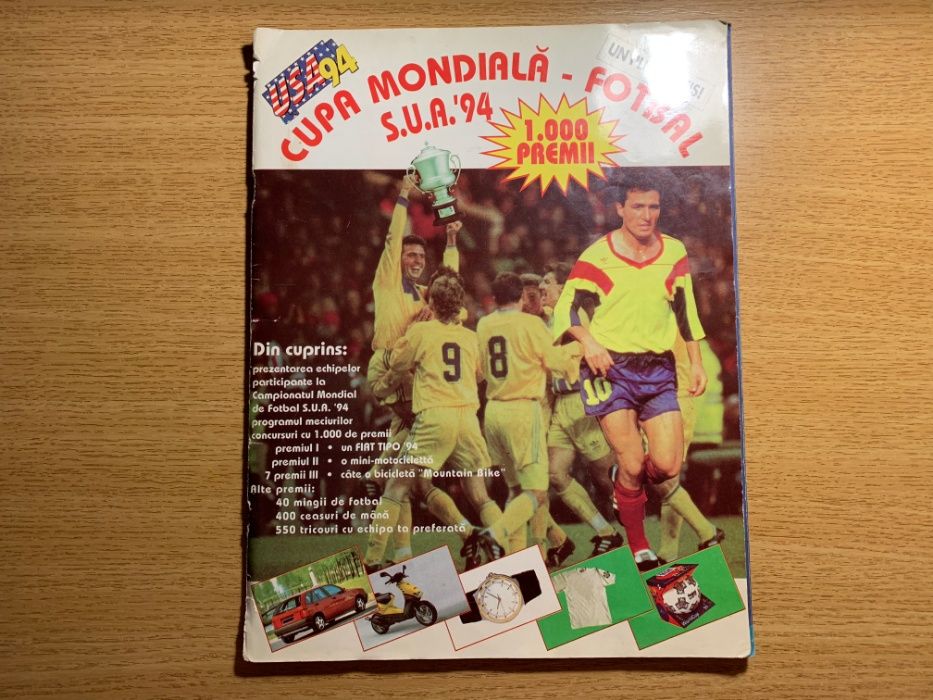 USA94
CUPA MONDIALĂ - FOTBAL
S.U.A.'94
1.000
PREMII
9
8
10
Din cuprins:
prezentarea echipelor
participante la
Campionatul Mondial
de Fotbal S.U.A. '94
programul meciurilor
concursuri cu 1.000 de premii
premiul I • un FIAT TIPO '94
premiul II • o mini-motocicletă
7 premii III • câte o bicicletă "Mountain Bike"
Alte premii:
40 mingii de fotbal
400 ceasuri de mână
550 tricouri cu echipa ta preferată